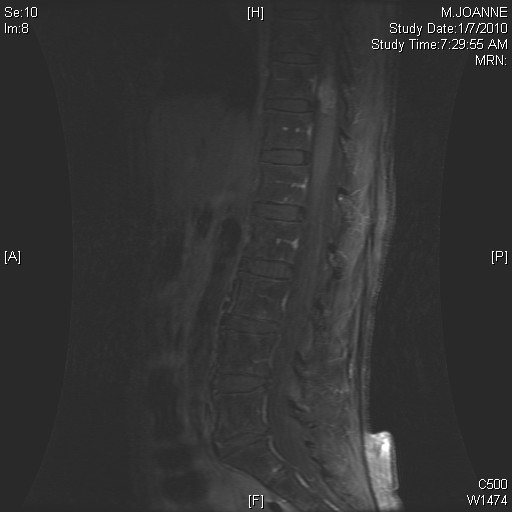 Se:10
Im:8
[H]
M.JOANNE
Study Date:1/7/2010
Study Time:7:29:55 AM
MRN:
[A]
[P]
[F]
C500
W1474